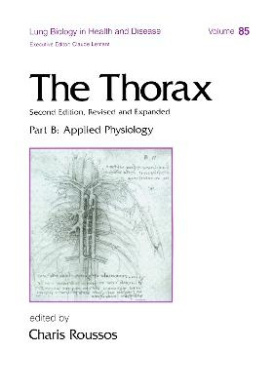 Lung Biology in Health and Disease
Volume 85
Executive Editor: Claude Lenfant
The Thorax
Second Edition, Revised and Expanded
Part B: Applied Physiology
edited by
Charis Roussos